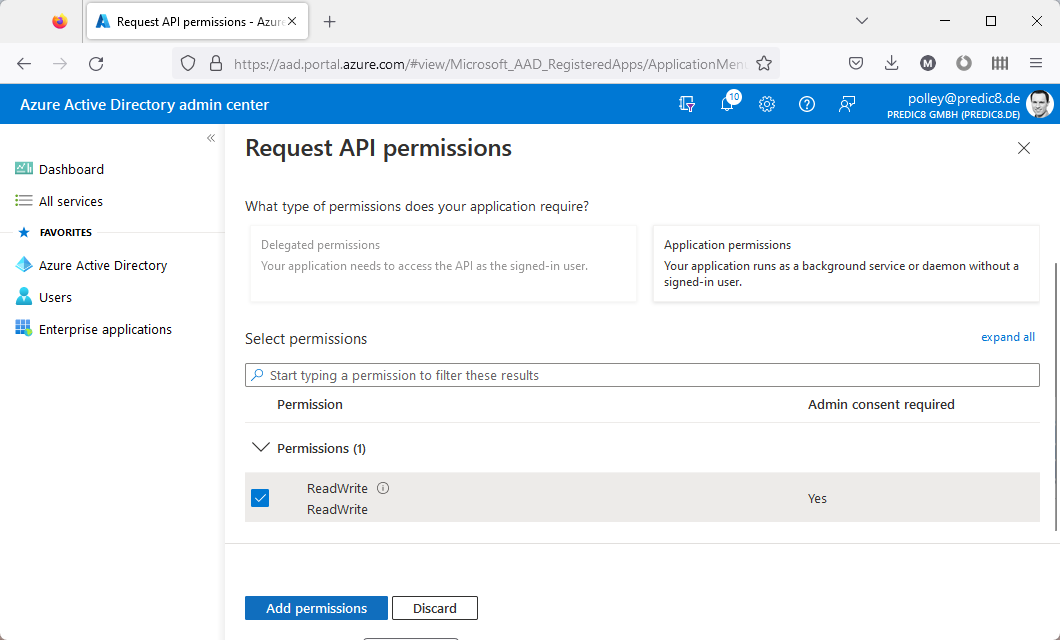 Request API permissions - Azure
https://aad.portal.azure.com/#view/Microsoft_AAD_RegisteredApps/ApplicationMen
M
Azure Active Directory admin center
10
polley@predic8.de
PREDIC8 GMBH (PREDIC8.DE)
Dashboard
All services
FAVORITES
Azure Active Directory
Users
Enterprise applications
Request API permissions
What type of permissions does your application require?
Delegated permissions
Your application needs to access the API as the signed-in user.
Application permissions
Your application runs as a background service or daemon without a
signed-in user.
Select permissions
expand all
Start typing a permission to filter these results
Permission
Admin consent required
Permissions (1)
ReadWrite
ReadWrite
Yes
Add permissions
Discard